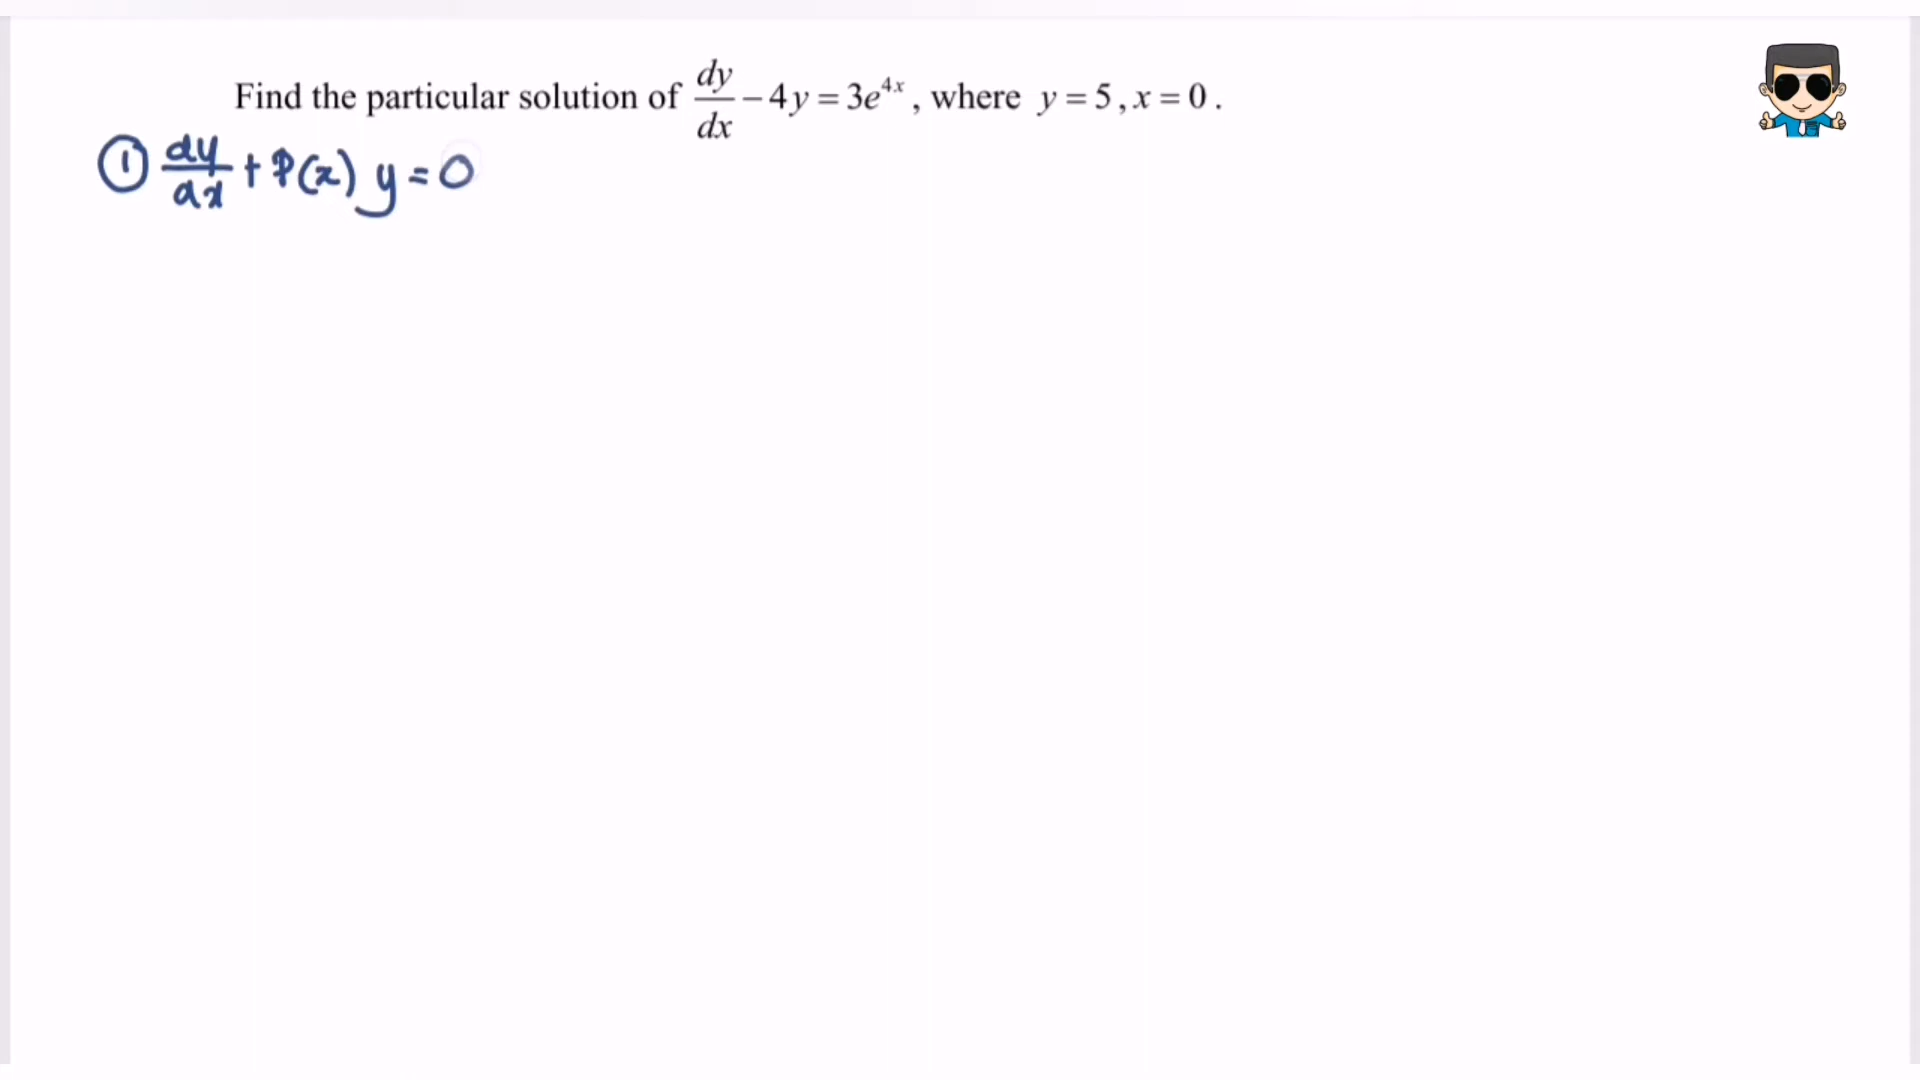 Find the particular solution of dy/dx − 4y = 3e^{4x}, where y = 5, x = 0.
① dy/dx + P(x) y = 0